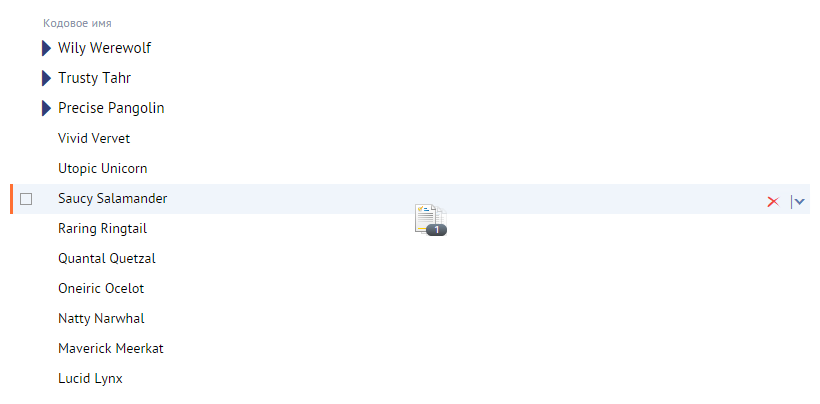 Кодовое имя
Wily Werewolf
Trusty Tahr
Precise Pangolin
Vivid Vervet
Utopic Unicorn
Saucy Salamander
1
Raring Ringtail
Quantal Quetzal
Oneiric Ocelot
Natty Narwhal
Maverick Meerkat
Lucid Lynx